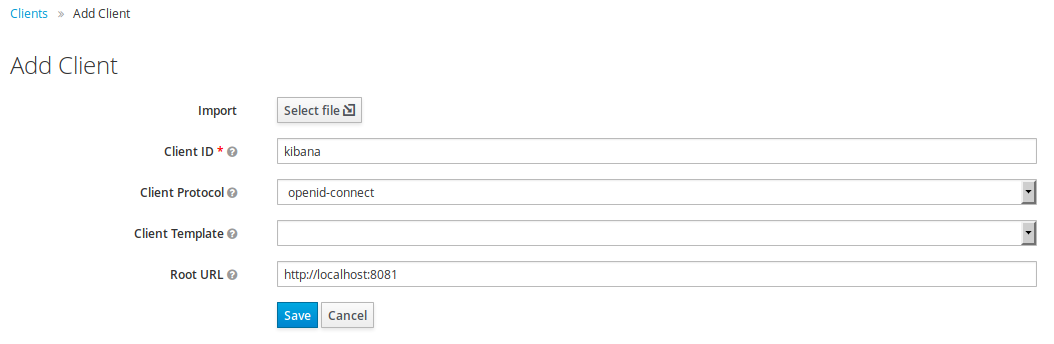 Clients » Add Client
Add Client
Import Select file
Client ID * kibana
Client Protocol openid-connect
Client Template
Root URL http://localhost:8081
Save Cancel